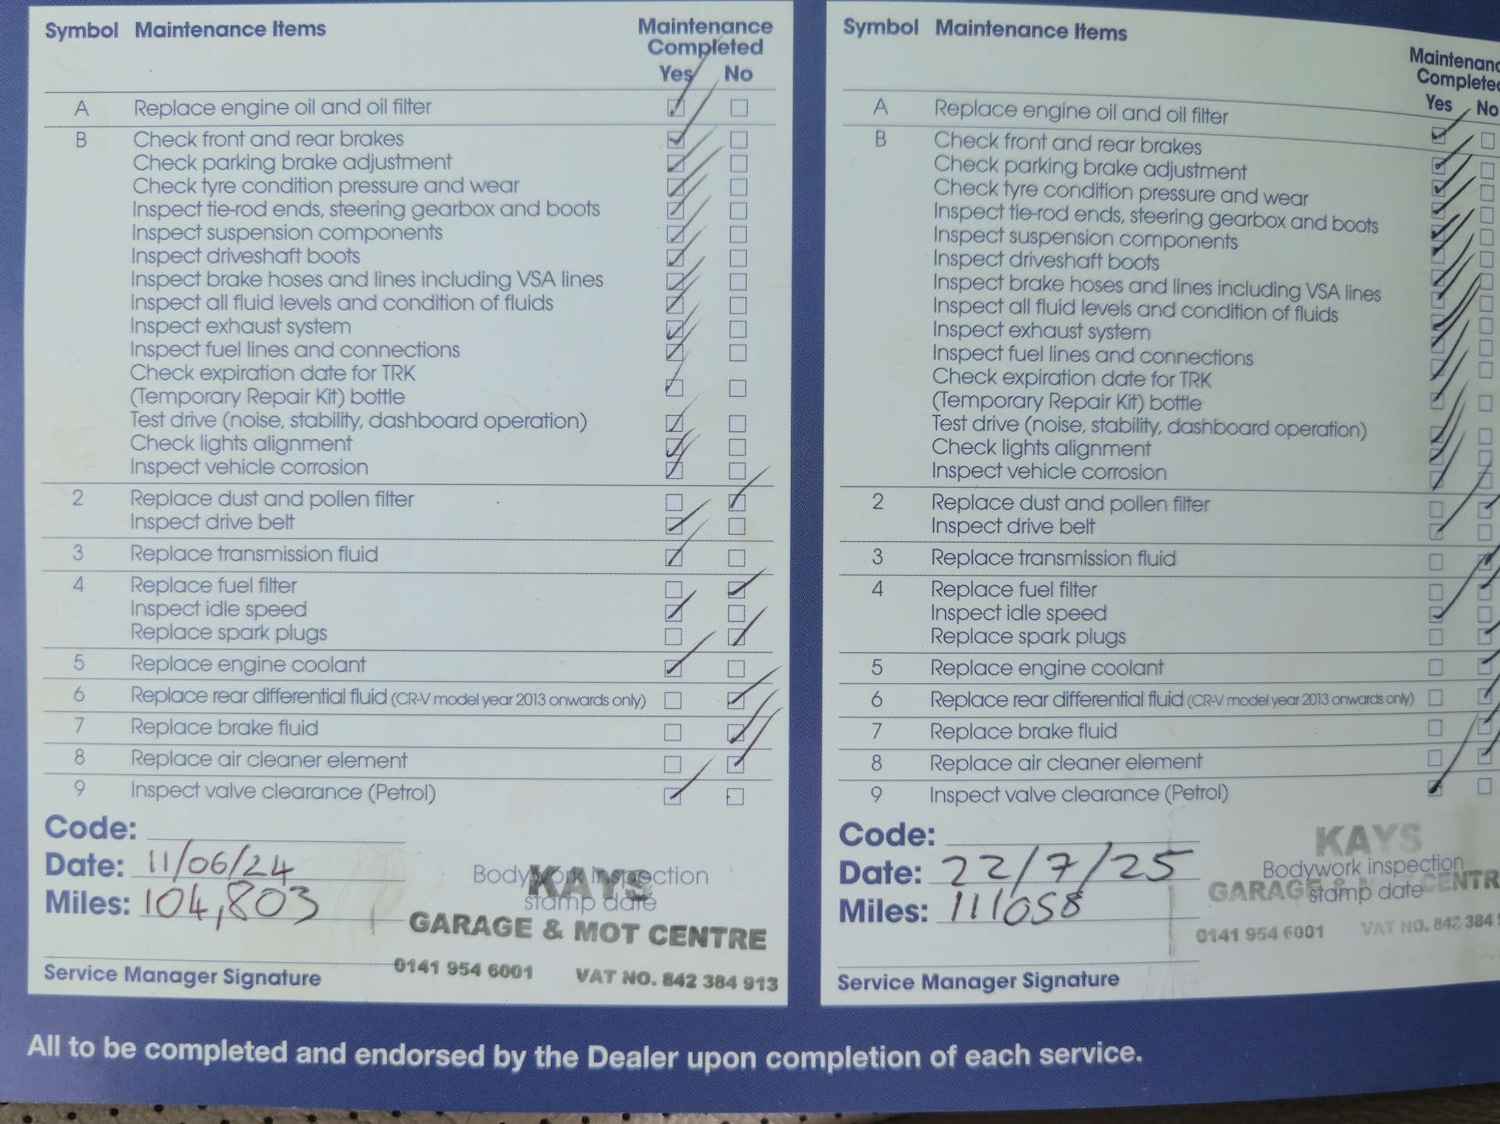 Symbol Maintenance Items Maintenance Completed
Yes No
A Replace engine oil and oil filter
B Check front and rear brakes
Check parking brake adjustment
Check tyre condition pressure and wear
Inspect tie-rod ends, steering gearbox and boots
Inspect suspension components
Inspect driveshaft boots
Inspect brake hoses and lines including VSA lines
Inspect all fluid levels and condition of fluids
Inspect exhaust system
Inspect fuel lines and connections
Check expiration date for TRK
(Temporary Repair Kit) bottle
Test drive (noise, stability, dashboard operation)
Check lights alignment
Inspect vehicle corrosion
2 Replace dust and pollen filter
Inspect drive belt
3 Replace transmission fluid
4 Replace fuel filter
Inspect idle speed
Replace spark plugs
5 Replace engine coolant
6 Replace rear differential fluid (CR-V model year 2013 onwards only)
7 Replace brake fluid
8 Replace air cleaner element
9 Inspect valve clearance (Petrol)
Code:
Date: 11/06/24
Miles: 104,803
Bodywork inspection
stamp date
KAYS
GARAGE & MOT CENTRE
0141 954 6001 VAT NO. 842 384 913
Service Manager Signature
Symbol Maintenance Items
Maintenanc
Completed
Yes No
A Replace engine oil and oil filter
B Check front and rear brakes
Check parking brake adjustment
Check tyre condition pressure and wear
Inspect tie-rod ends, steering gearbox and boots
Inspect suspension components
Inspect driveshaft boots
Inspect brake hoses and lines including VSA lines
Inspect all fluid levels and condition of fluids
Inspect exhaust system
Inspect fuel lines and connections
Check expiration date for TRK
(Temporary Repair Kit) bottle
Test drive (noise, stability, dashboard operation)
Check lights alignment
Inspect vehicle corrosion
2 Replace dust and pollen filter
Inspect drive belt
3 Replace transmission fluid
4 Replace fuel filter
Inspect idle speed
Replace spark plugs
5 Replace engine coolant
6 Replace rear differential fluid (CR-V model year 2013 onwards only)
7 Replace brake fluid
8 Replace air cleaner element
9 Inspect valve clearance (Petrol)
Code:
Date: 22/7/25
Miles: 111058
KAYS
Bodywork inspection
stamp date
GARAGE & CENTR
0141 954 6001 VAT NO. 842 384
Service Manager Signature
All to be completed and endorsed by the Dealer upon completion of each service.